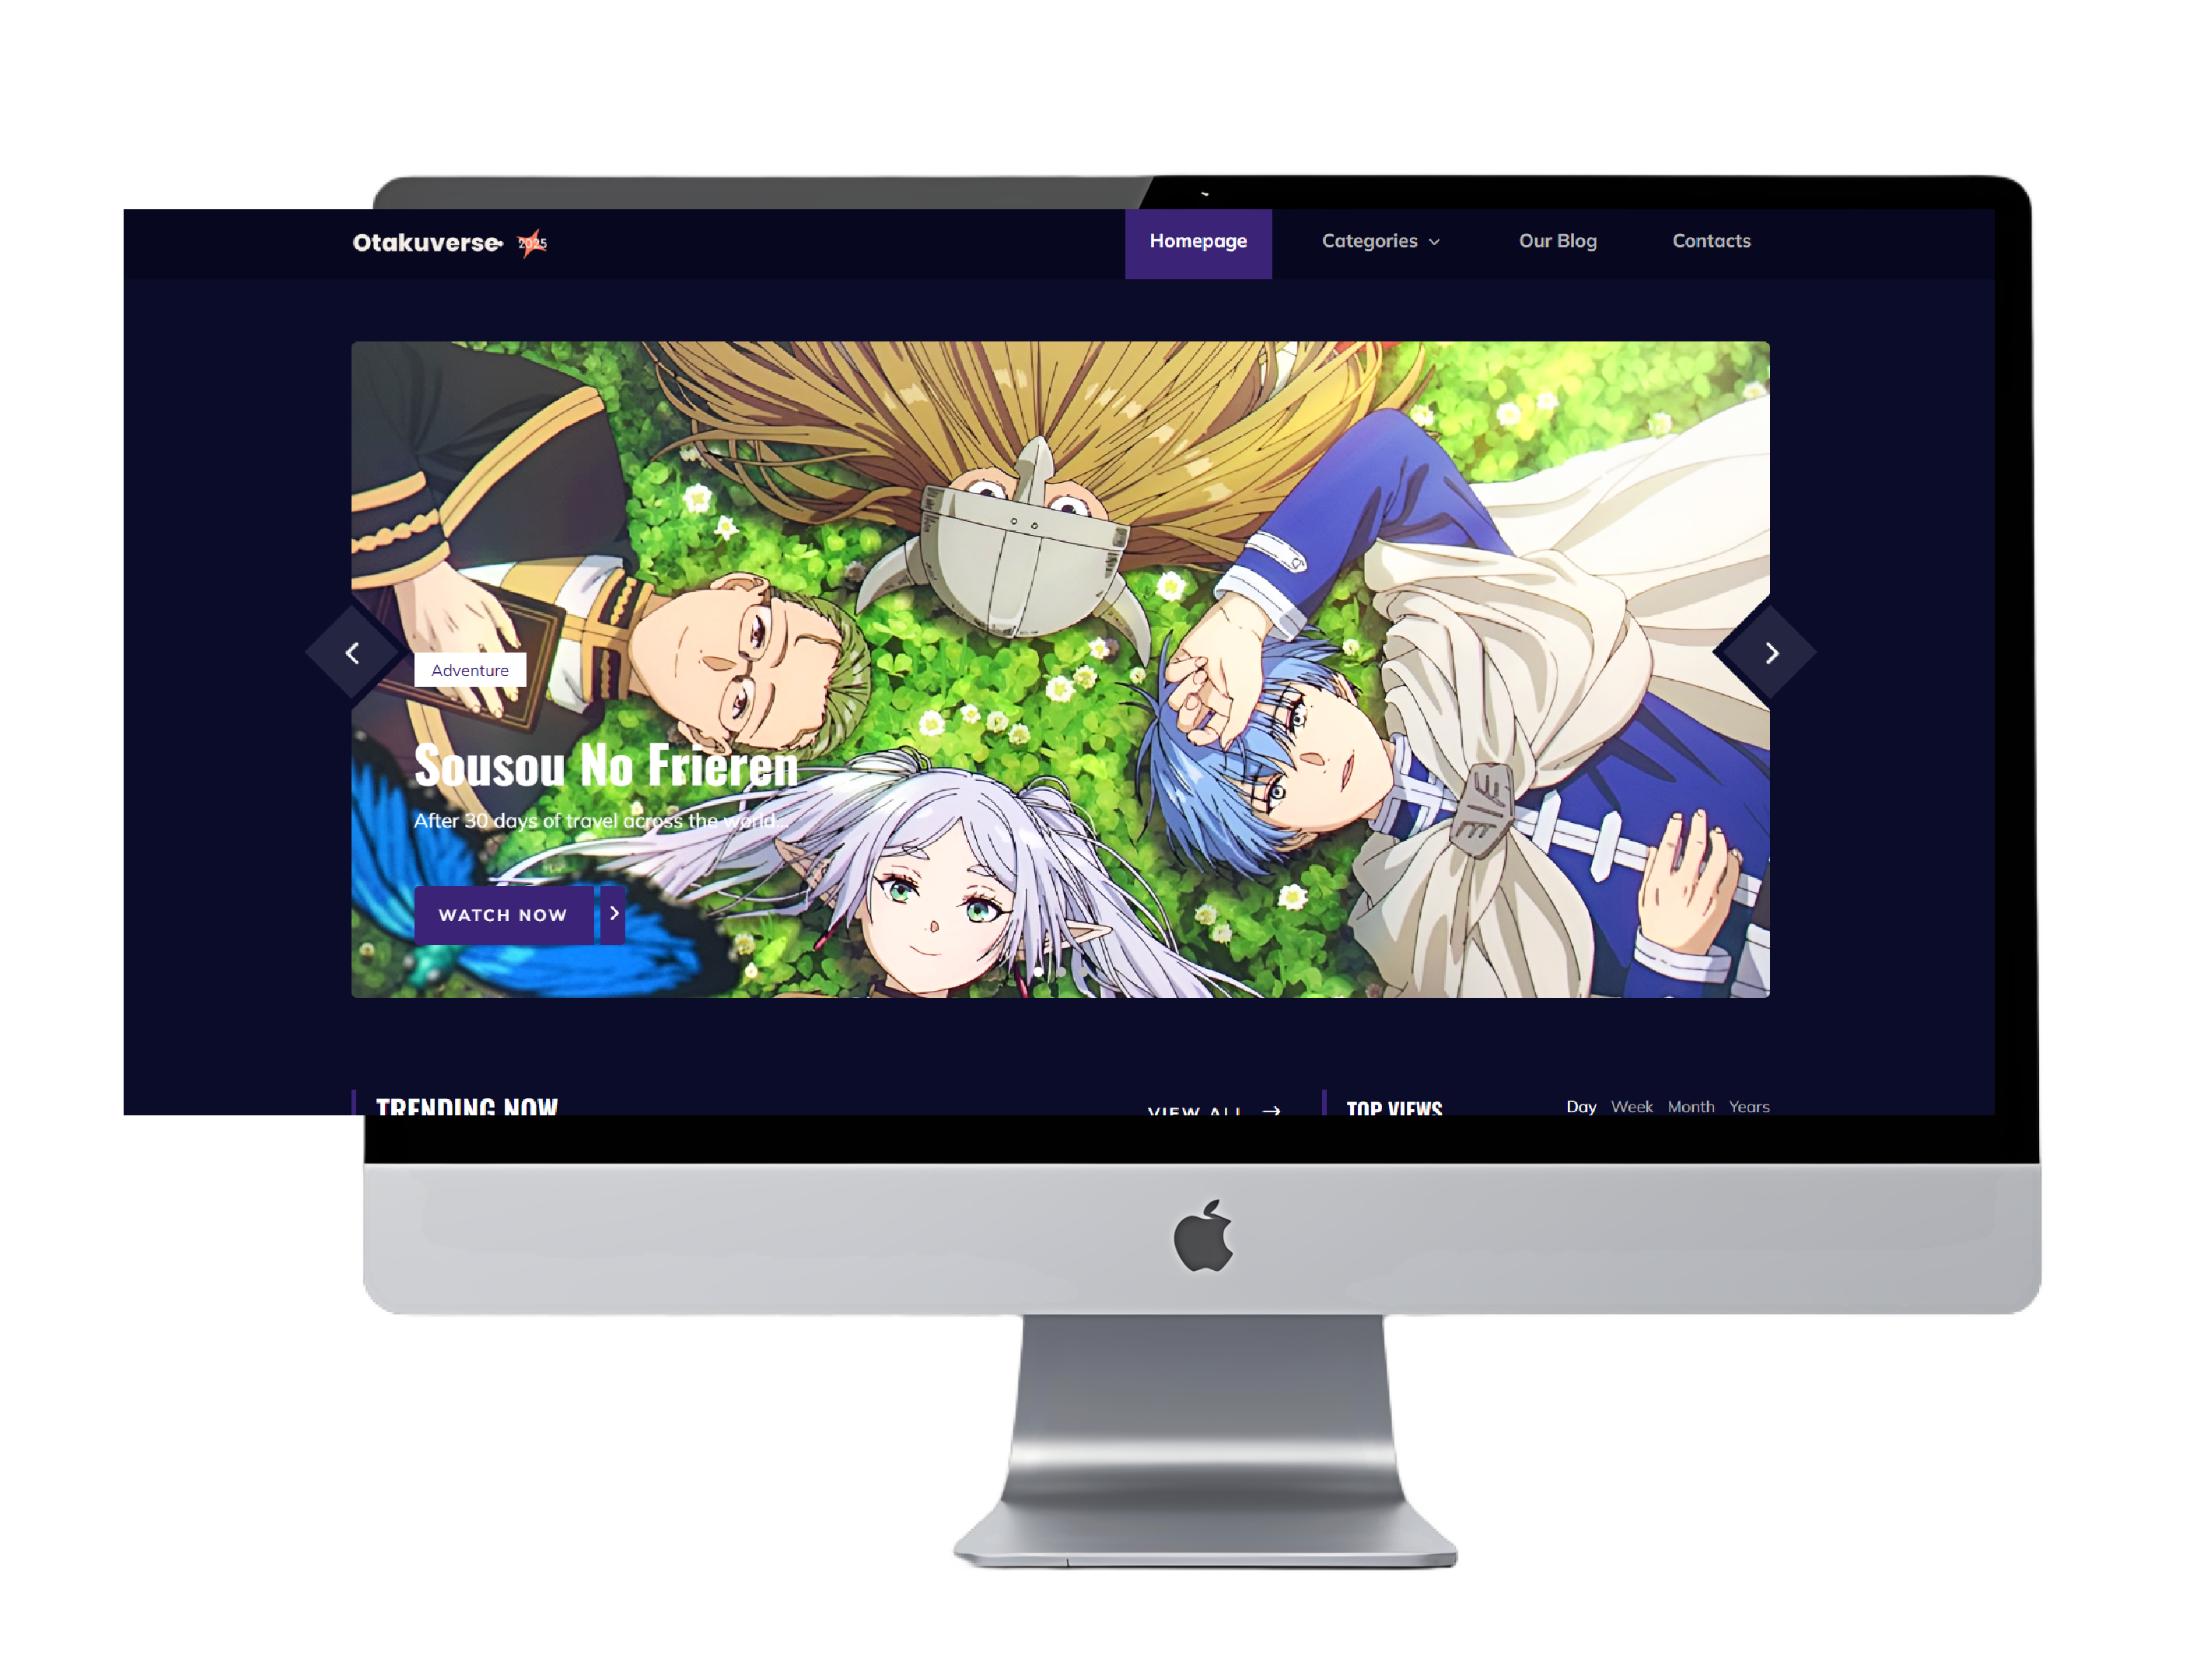 Otakuverse 2025
Homepage Categories Our Blog Contacts
Adventure
Sousou No Frieren
After 30 days of travel across the world...
WATCH NOW
TRENDING NOW VIEW ALL TOP VIEWS Day Week Month Years